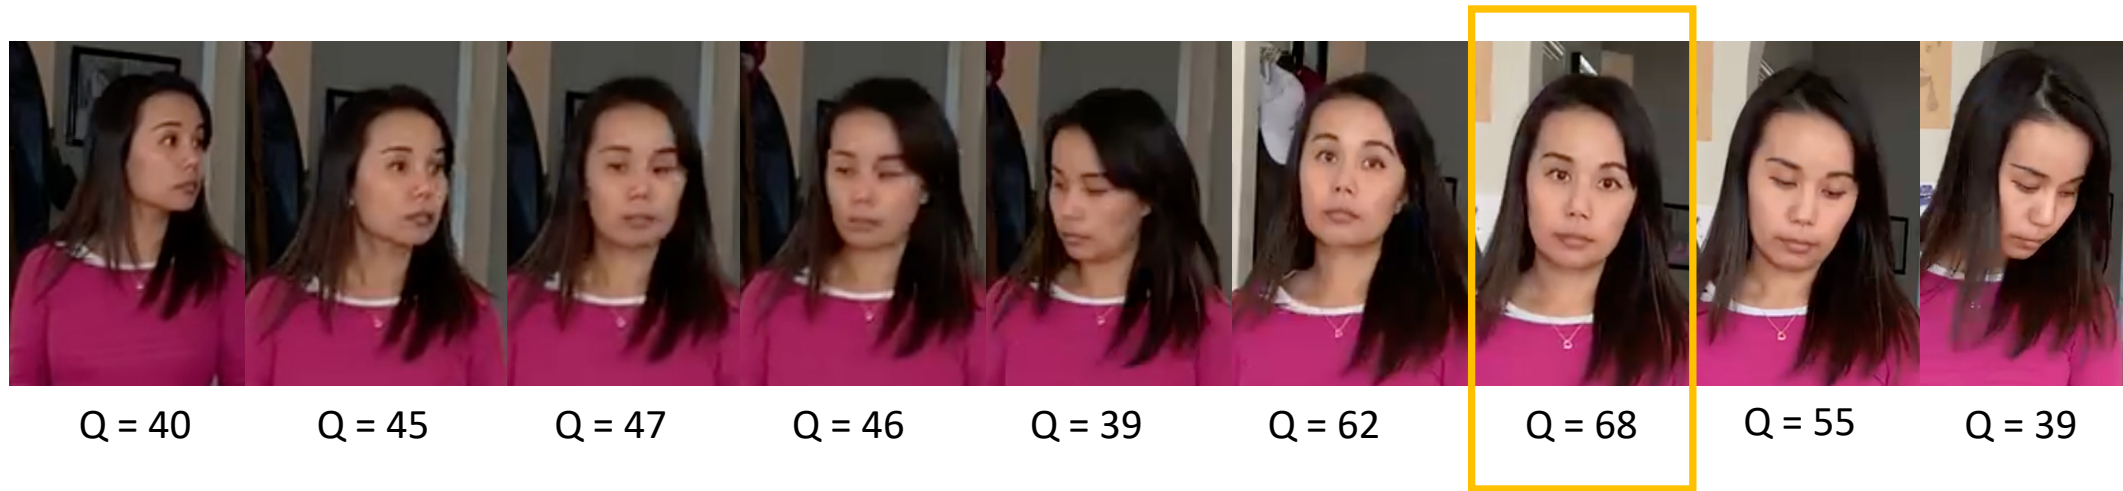 Q = 40
Q = 45
Q = 47
Q = 46
Q = 39
Q = 62
Q = 68
Q = 55
Q = 39